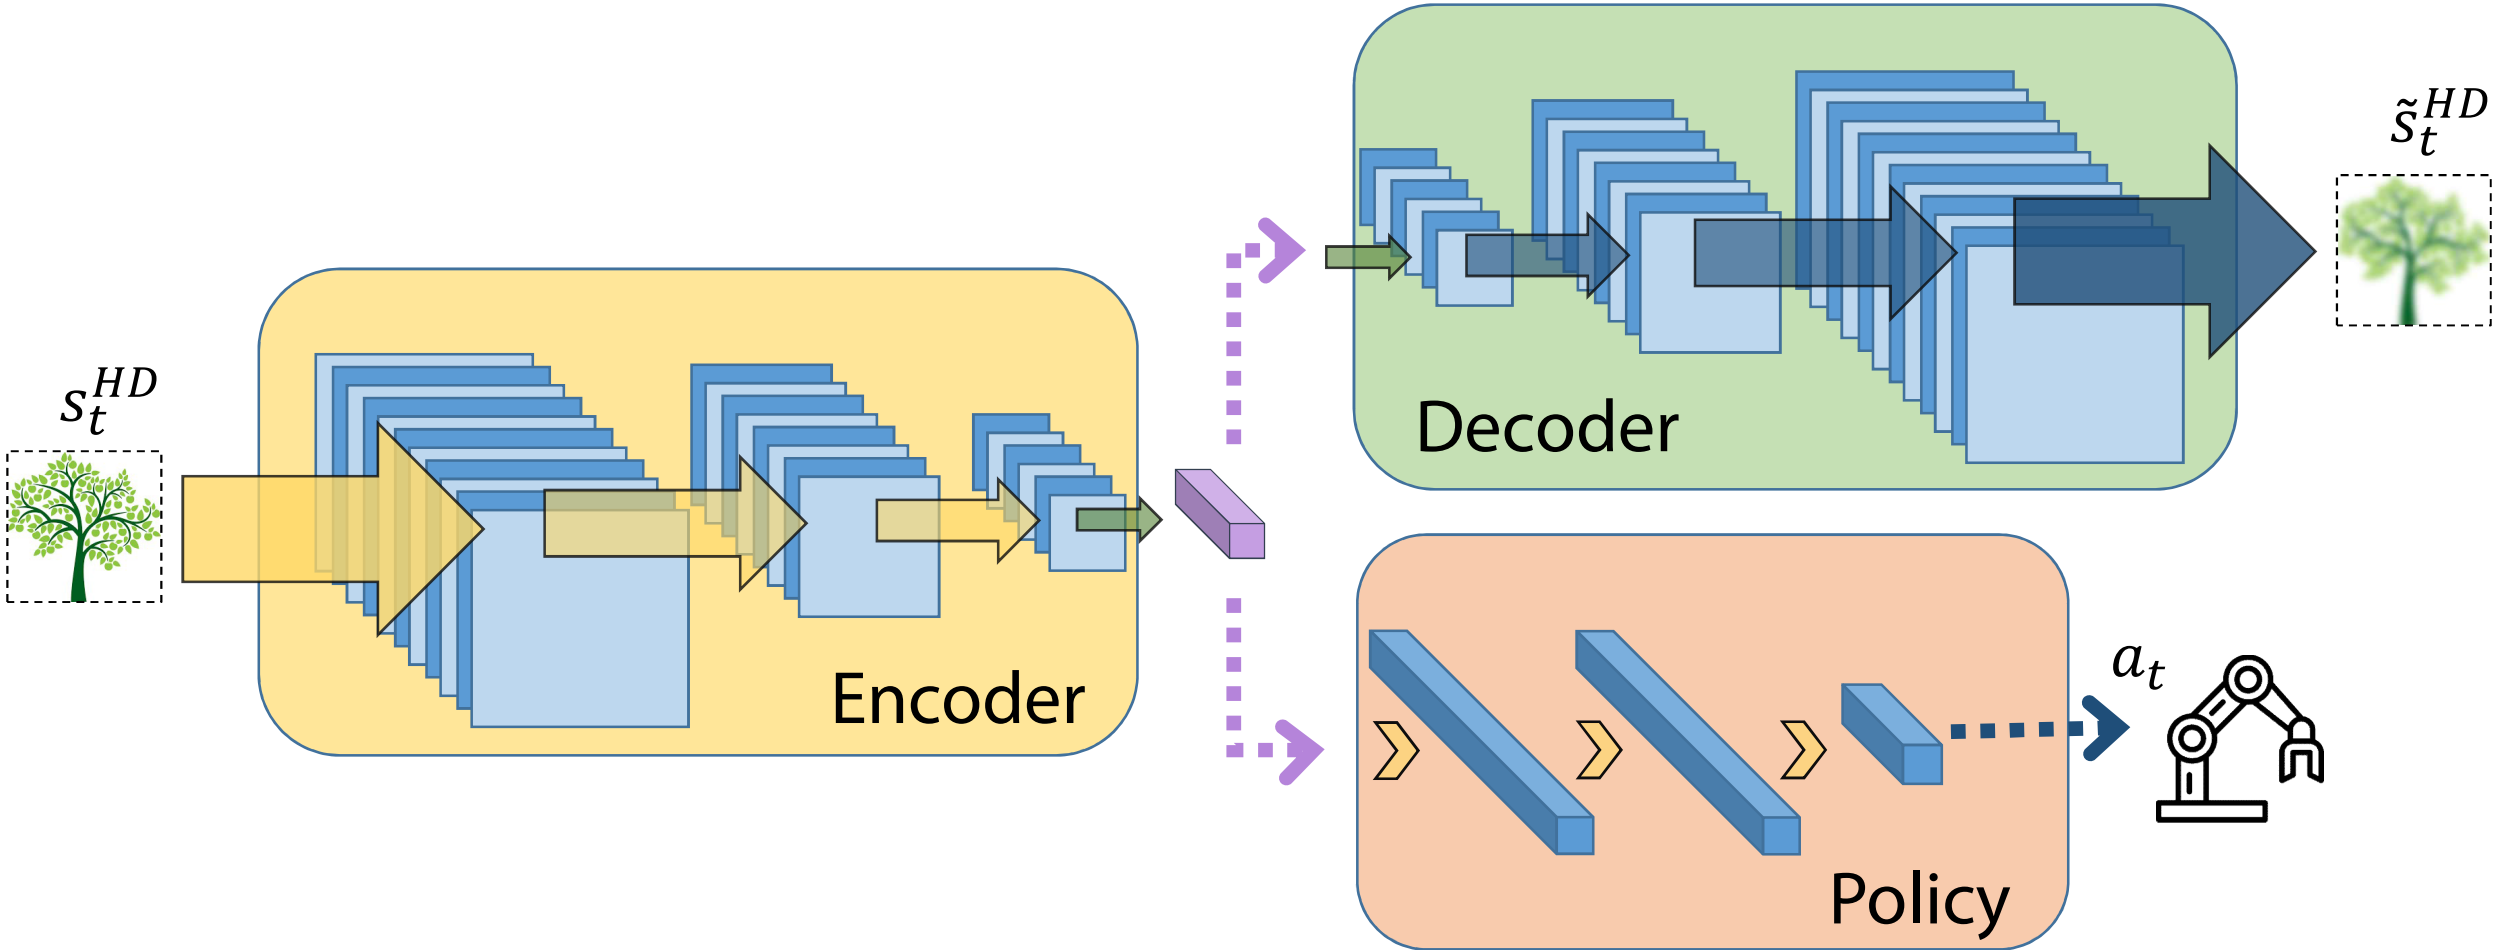 s_t^{HD}
Encoder
Decoder
s̃_t^{HD}
a_t
Policy